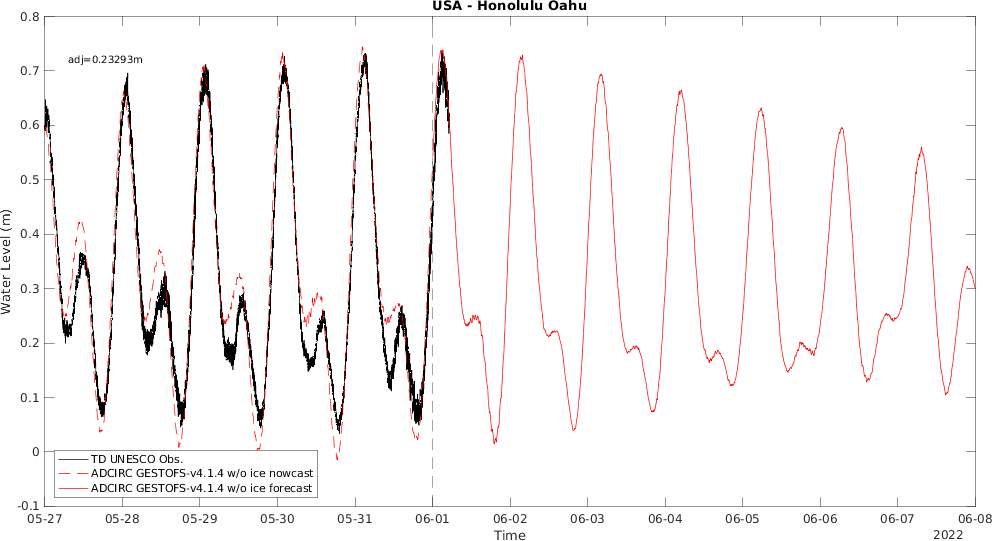 USA - Honolulu Oahu
adj=0.23293m
0.8
0.7
0.6
0.5
0.4
0.3
0.2
0.1
0
-0.1
Water Level (m)
TD UNESCO Obs.
ADCIRC GESTOFS-v4.1.4 w/o ice nowcast
ADCIRC GESTOFS-v4.1.4 w/o ice forecast
05-27 05-28 05-29 05-30 05-31 06-01 06-02 06-03 06-04 06-05 06-06 06-07 06-08
Time
2022